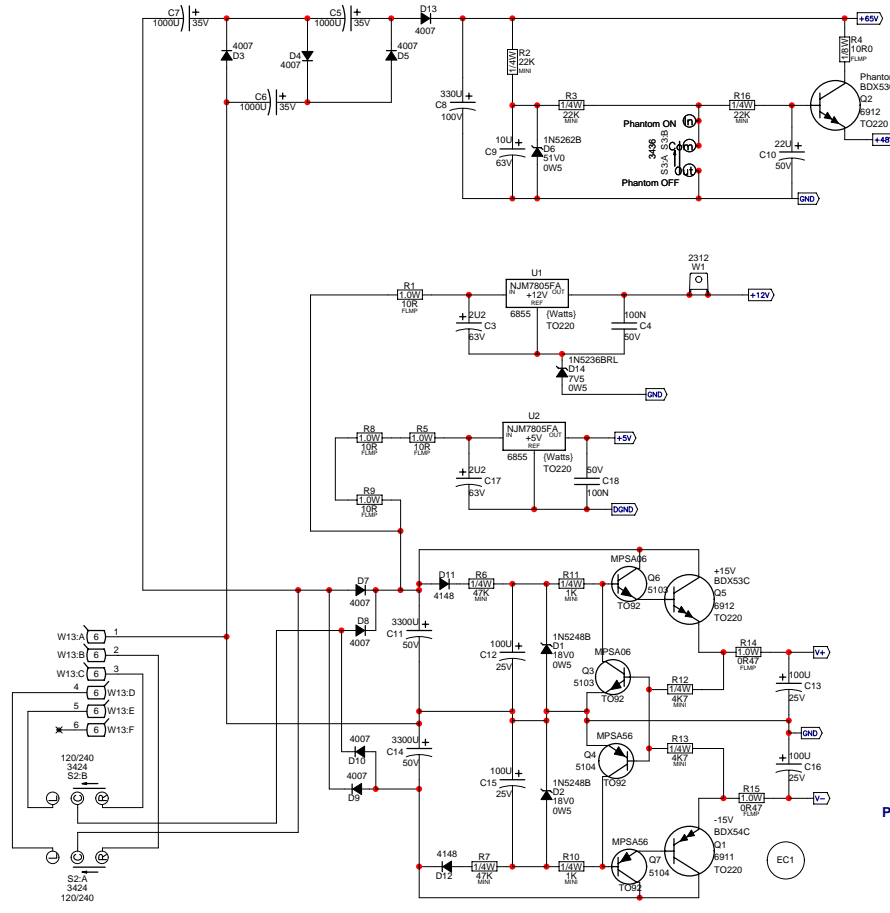 C7
1000U
35V
C5
1000U
35V
D13
4007
+65V
4007
D3
D4
4007
4007
D5
C6
1000U
35V
R2
1/4W
22K
MINI
330U
C8
100V
R3
1/4W
22K
MINI
R16
1/4W
22K
MINI
R4
1/8W
10R0
FLMP
Phantom
BDX53
Q2
6912
TO220
10U
C9
63V
1N5262B
D6
51V0
0W5
Phantom ON
In
Com
Out
3436
S3:A S3:B
Phantom OFF
22U
C10
50V
GND
R1
1.0W
10R
FLMP
U1
NJM7805FA
IN +12V OUT
REF
6855
{Watts}
TO220
2312
W1
+12V
2U2
C3
63V
100N
C4
50V
1N5236BRL
D14
7V5
0W5
GND
R8
1.0W
10R
FLMP
R5
1.0W
10R
FLMP
U2
NJM7805FA
IN +5V OUT
REF
6855
{Watts}
TO220
+5V
2U2
C17
63V
50V
C18
100N
R9
1.0W
10R
FLMP
DGND
D7
4007
D8
4007
D11
4148
R6
1/4W
47K
MINI
R11
1/4W
1K
MINI
MPSA06
Q6
5103
TO92
+15V
BDX53C
Q5
6912
TO220
3300U
C11
50V
100U
C12
25V
1N5248B
D1
18V0
0W5
MPSA06
Q3
5103
TO92
R12
1/4W
4K7
MINI
R14
1.0W
0R47
FLMP
V+
100U
C13
25V
W13:A 6 1
W13:B 6 2
W13:C 6 3
4 6 W13:D
5 6 W13:E
6 6 W13:F
3300U
C14
50V
4007
D10
4007
D9
100U
C15
25V
1N5248B
D2
18V0
0W5
MPSA56
Q4
5104
TO92
R13
1/4W
4K7
MINI
GND
100U
C16
25V
R15
1.0W
0R47
FLMP
V−
120/240
3424
S2:B
L C R
L C R
S2:A
3424
120/240
4148
D12
R7
1/4W
47K
MINI
R10
1/4W
1K
MINI
MPSA56
Q7
5104
TO92
-15V
BDX54C
Q1
6911
TO220
EC1
P